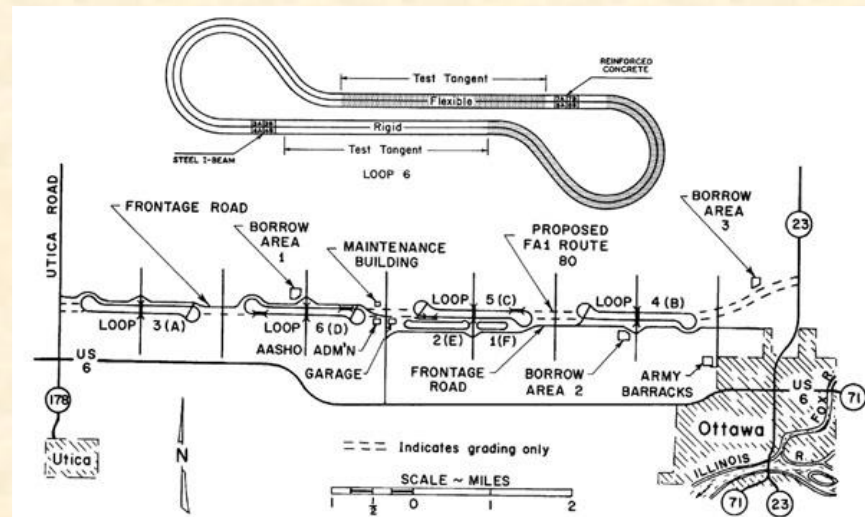 REINFORCED
CONCRETE
Test Tangent
Flexible
Rigid
STEEL I-BEAM
Test Tangent
LOOP 6
UTICA ROAD
FRONTAGE ROAD
BORROW
AREA
1
MAINTENANCE
BUILDING
PROPOSED
FA1 ROUTE
80
BORROW
AREA
3
23
LOOP
3 (A)
LOOP
6 (D)
LOOP
5 (C)
LOOP
4 (B)
2 (E)
1 (F)
AASHO ADM'N
GARAGE
FRONTAGE
ROAD
BORROW
AREA 2
ARMY
BARRACKS
US
6
US
6
178
71
FOX R.
Ottawa
Utica
N
Indicates grading only
ILLINOIS R.
SCALE ~ MILES
1 1/2 0 1 2
71
23